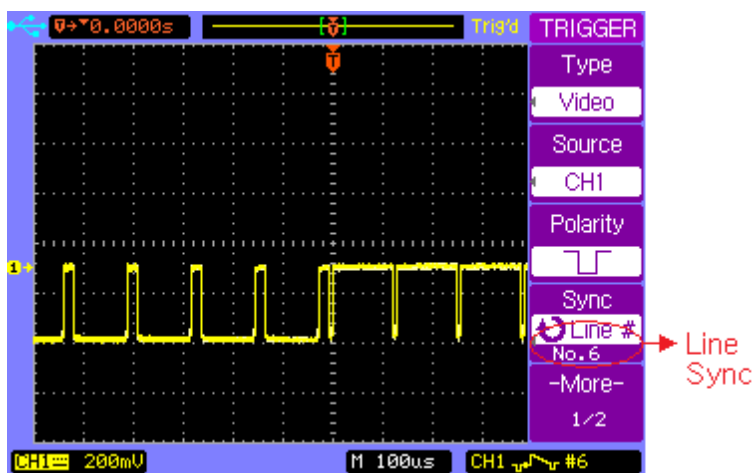 T→▼0.0000s
[T]
Trig'd
TRIGGER
T
Type
Video
Source
CH1
Polarity
1
Sync
Line #
No.6
Line
Sync
-More-
1/2
CH1 200mV
M 100us
CH1 #6